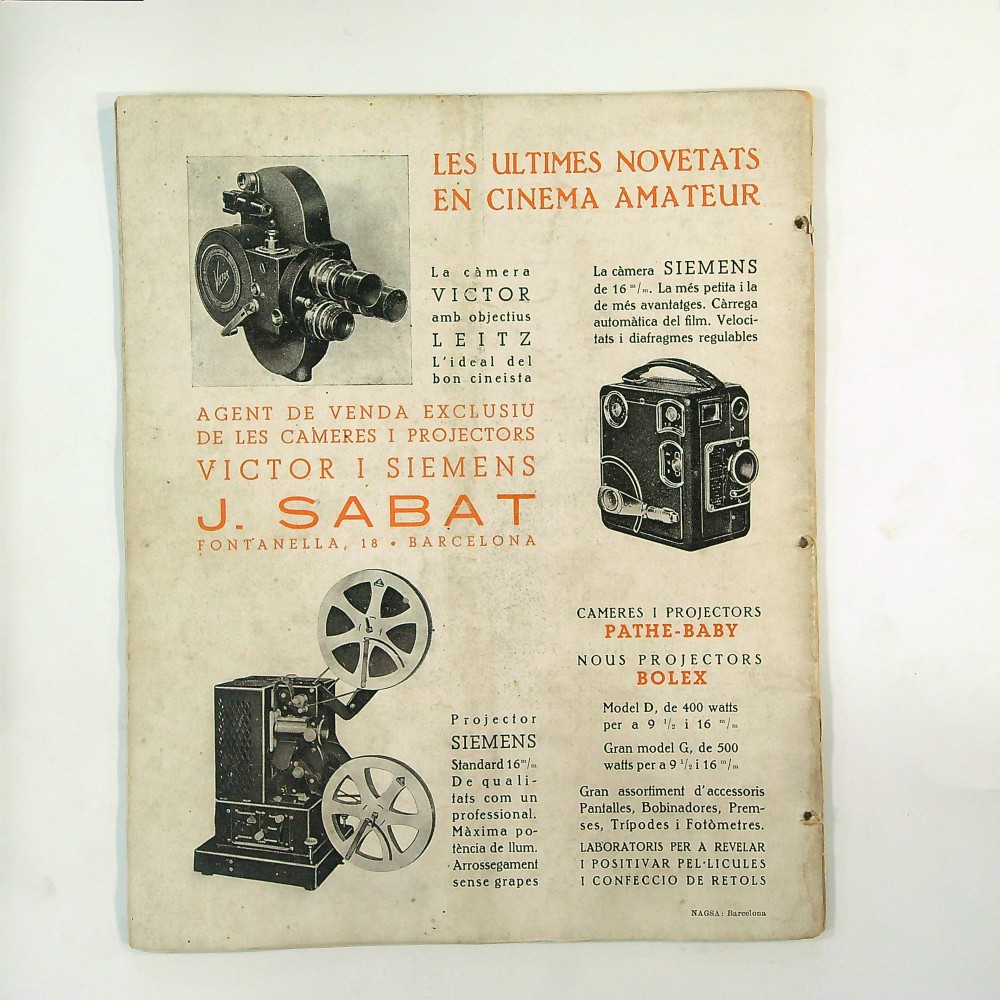 LES ULTIMES NOVETATS
EN CINEMA AMATEUR
Victor
La càmera
VICTOR
amb objectius
LEITZ
L'ideal del
bon cineista
La càmera SIEMENS
de 16 m/m. La més petita i la
de més avantatges. Càrrega
automàtica del film. Veloci-
tats i diafragmes regulables
AGENT DE VENDA EXCLUSIU
DE LES CAMERES I PROJECTORS
VICTOR I SIEMENS
J. SABAT
FONTANELLA, 18 • BARCELONA
Projector
SIEMENS
Standard 16 m/m
De quali-
tats com un
professional.
Màxima po-
tència de llum.
Arrossegament
sense grapes
CAMERES I PROJECTORS
PATHE-BABY
NOUS PROJECTORS
BOLEX
Model D, de 400 watts
per a 9 1/2 i 16 m/m
Gran model G, de 500
watts per a 9 1/2 i 16 m/m
Gran assortiment d'accessoris
Pantalles, Bobinadores, Prem-
ses, Trípodes i Fotòmetres.
LABORATORIS PER A REVELAR
I POSITIVAR PEL·LICULES
I CONFECCIO DE RETOLS
NAGSA: Barcelona